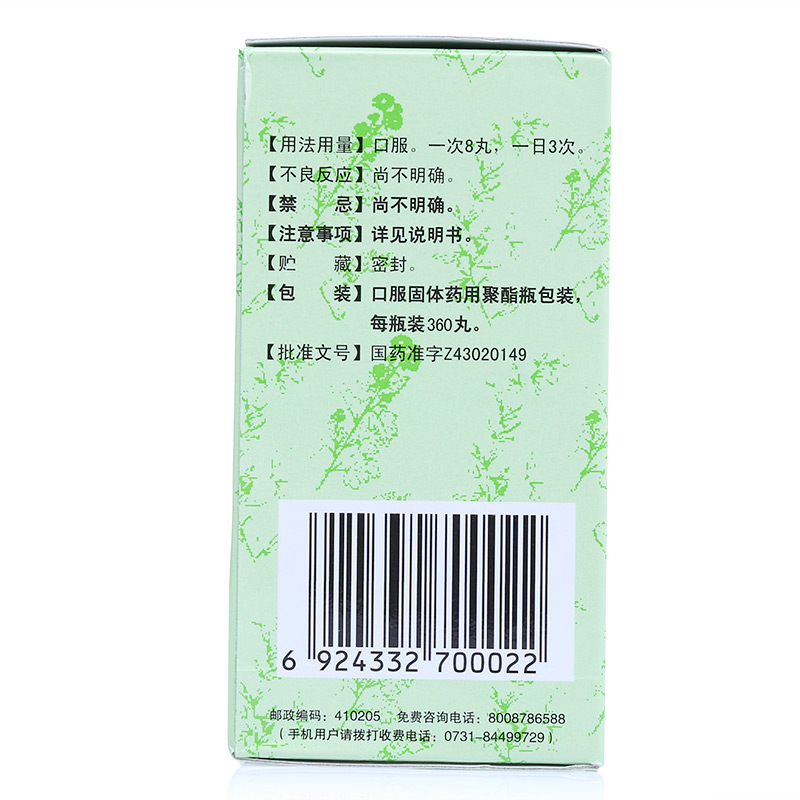 【用法用量】口服。一次8丸，一日3次。
【不良反应】尚不明确。
【禁　　忌】尚不明确。
【注意事项】详见说明书。
【贮　　藏】密封。
【包　　装】口服固体药用聚酯瓶包装，
每瓶装360丸。
【批准文号】国药准字Z43020149
6 924332 700022
邮政编码：410205　免费咨询电话：8008786588
（手机用户请拨打收费电话：0731-84499729）